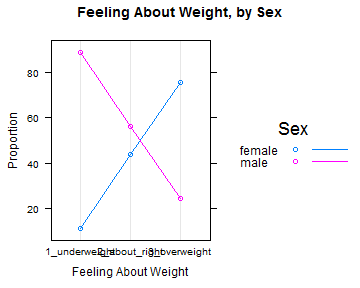 Feeling About Weight, by Sex
Proportion
80
60
40
20
1_underweight
2_about_right
3_overweight
Feeling About Weight
Sex
female
male